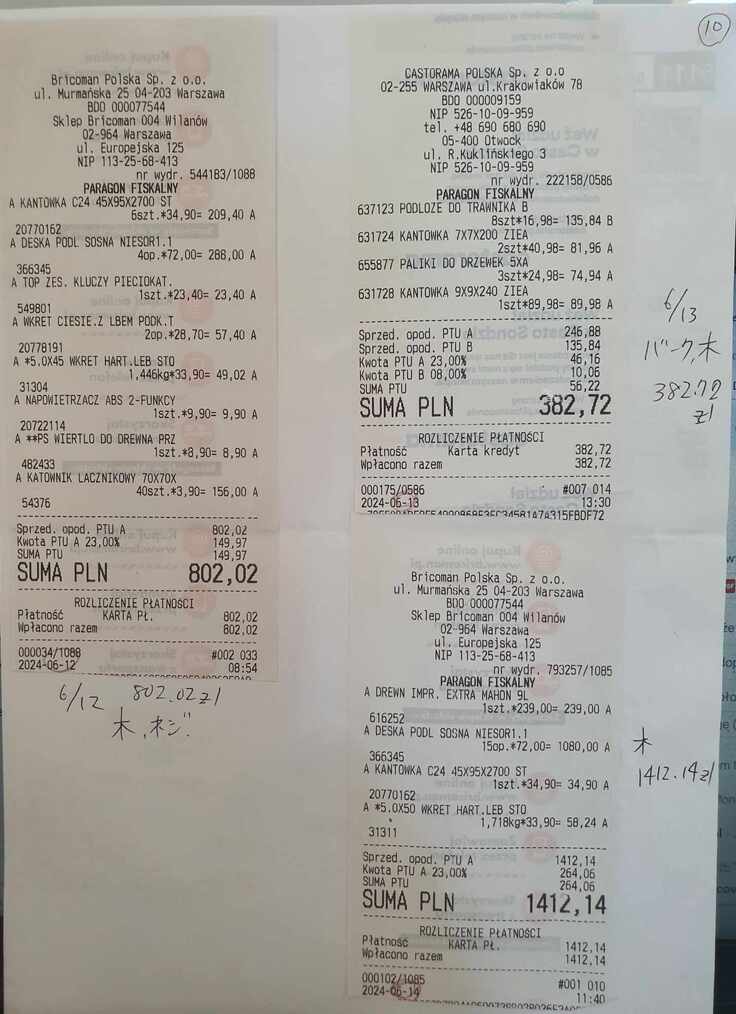 10
Bricoman Polska Sp. z o.o.
ul. Murmańska 25 04-203 Warszawa
BDO 000077544
Sklep Bricoman 004 Wilanów
02-964 Warszawa
ul. Europejska 125
NIP 113-25-68-413
nr wydr. 544183/1088
PARAGON FISKALNY
A KANTOWKA C24 45X95X2700 ST
6szt.*34,90= 209,40 A
20770162
A DESKA PODL SOSNA NIESOR1.1
4op.*72,00= 288,00 A
366345
A TOP ZES. KLUCZY PIECIOKAT.
1szt.*23,40= 23,40 A
549801
A WKRET CIESIE.Z LBEM PODK.T
2op.*28,70= 57,40 A
20778191
A *5.0X45 WKRET HART.LEB STO
1,446kg*33,90= 49,02 A
31304
A NAPOWIETRZACZ ABS 2-FUNKCY
1szt.*9,90= 9,90 A
20722114
A **PS WIERTLO DO DREWNA PRZ
1szt.*8,90= 8,90 A
482433
A KATOWNIK LACZNIKOWY 70X70X
40szt.*3,90= 156,00 A
54376
Sprzed. opod. PTU A 802,02
Kwota PTU A 23,00% 149,97
SUMA PTU 149,97
SUMA PLN 802,02
ROZLICZENIE PŁATNOŚCI
Płatność KARTA PŁ. 802,02
Wpłacono razem 802,02
000034/1088 #002 033
2024-06-12 08:54
6/12 802.02zł
木,ネジ.
CASTORAMA POLSKA Sp. z o.o
02-255 WARSZAWA ul.Krakowiaków 78
BDO 000009159
NIP 526-10-09-959
tel. +48 690 680 690
05-400 Otwock
ul. R.Kuklińskiego 3
NIP 526-10-09-959
nr wydr. 222158/0586
PARAGON FISKALNY
637123 PODLOZE DO TRAWNIKA B
8szt*16,98= 135,84 B
631724 KANTOWKA 7X7X200 ZIEA
2szt*40,98= 81,96 A
655877 PALIKI DO DRZEWEK 5XA
3szt*24,98= 74,94 A
631728 KANTOWKA 9X9X240 ZIEA
1szt*89,98= 89,98 A
Sprzed. opod. PTU A 246,88
Sprzed. opod. PTU B 135,84
Kwota PTU A 23,00% 46,16
Kwota PTU B 08,00% 10,06
SUMA PTU 56,22
SUMA PLN 382,72
ROZLICZENIE PŁATNOŚCI
Płatność Karta kredyt 382,72
Wpłacono razem 382,72
000175/0586 #007 014
2024-06-13 13:30
6/13
バーク,木
382.72
zł
Bricoman Polska Sp. z o.o.
ul. Murmańska 25 04-203 Warszawa
BDO 000077544
Sklep Bricoman 004 Wilanów
02-964 Warszawa
ul. Europejska 125
NIP 113-25-68-413
nr wydr. 793257/1085
PARAGON FISKALNY
A DREWN IMPR. EXTRA MAHON 9L
1szt.*239,00= 239,00 A
616252
A DESKA PODL SOSNA NIESOR1.1
15op.*72,00= 1080,00 A
366345
A KANTOWKA C24 45X95X2700 ST
1szt.*34,90= 34,90 A
20770162
A *5.0X50 WKRET HART.LEB STO
1,718kg*33,90= 58,24 A
31311
Sprzed. opod. PTU A 1412,14
Kwota PTU A 23,00% 264,06
SUMA PTU 264,06
SUMA PLN 1412,14
ROZLICZENIE PŁATNOŚCI
Płatność KARTA PŁ. 1412,14
Wpłacono razem 1412,14
000102/1085 #001 010
2024-06-14 11:40
木
1412.14zł